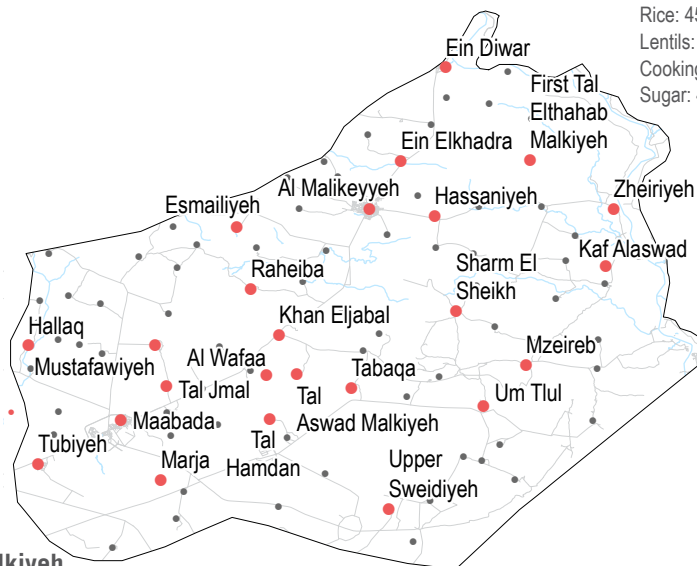 Rice: 45
Ein Diwar
Lentils:
Cooking
Sugar:
First Tal
Elthahab
Malkiyeh
Ein Elkhadra
Al Malikeyyeh
Hassaniyeh
Zheiriyeh
Esmailiyeh
Kaf Alaswad
Raheiba
Sharm El
Sheikh
Khan Eljabal
Hallaq
Mustafawiyeh
Al Wafaa
Tabaqa
Mzeireb
Tal Jmal
Tal
Aswad Malkiyeh
Um Tlul
Maabada
Tal
Hamdan
Tubiyeh
Marja
Upper
Sweidiyeh